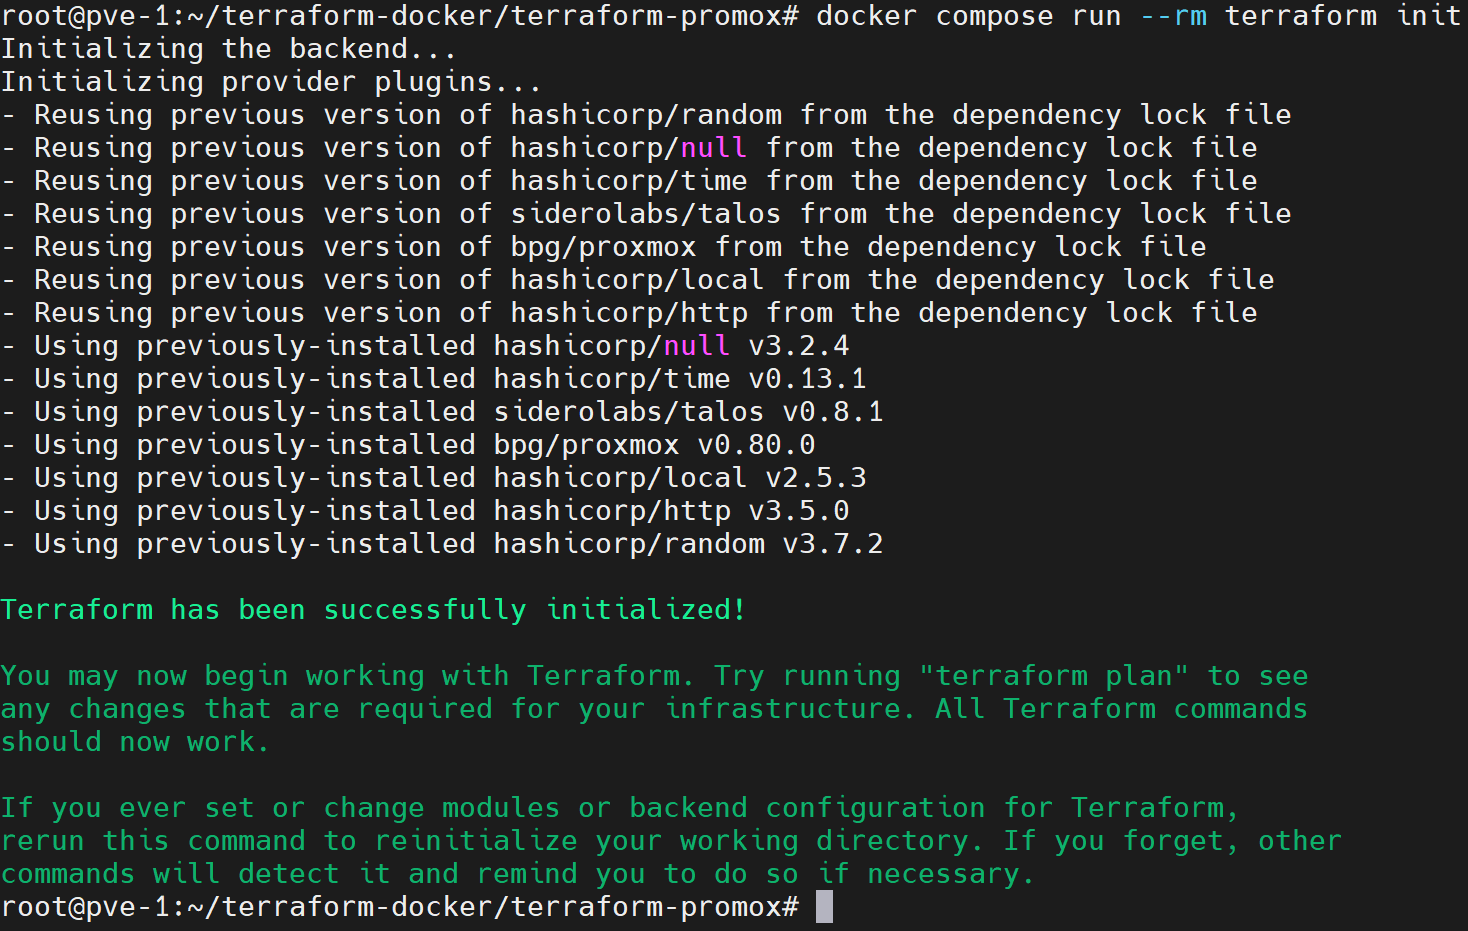 root@pve-1:~/terraform-docker/terraform-promox# docker compose run --rm terraform init
Initializing the backend...
Initializing provider plugins...
- Reusing previous version of hashicorp/random from the dependency lock file
- Reusing previous version of hashicorp/null from the dependency lock file
- Reusing previous version of hashicorp/time from the dependency lock file
- Reusing previous version of siderolabs/talos from the dependency lock file
- Reusing previous version of bpg/proxmox from the dependency lock file
- Reusing previous version of hashicorp/local from the dependency lock file
- Reusing previous version of hashicorp/http from the dependency lock file
- Using previously-installed hashicorp/null v3.2.4
- Using previously-installed hashicorp/time v0.13.1
- Using previously-installed siderolabs/talos v0.8.1
- Using previously-installed bpg/proxmox v0.80.0
- Using previously-installed hashicorp/local v2.5.3
- Using previously-installed hashicorp/http v3.5.0
- Using previously-installed hashicorp/random v3.7.2
Terraform has been successfully initialized!
You may now begin working with Terraform. Try running "terraform plan" to see
any changes that are required for your infrastructure. All Terraform commands
should now work.
If you ever set or change modules or backend configuration for Terraform,
rerun this command to reinitialize your working directory. If you forget, other
commands will detect it and remind you to do so if necessary.
root@pve-1:~/terraform-docker/terraform-promox#